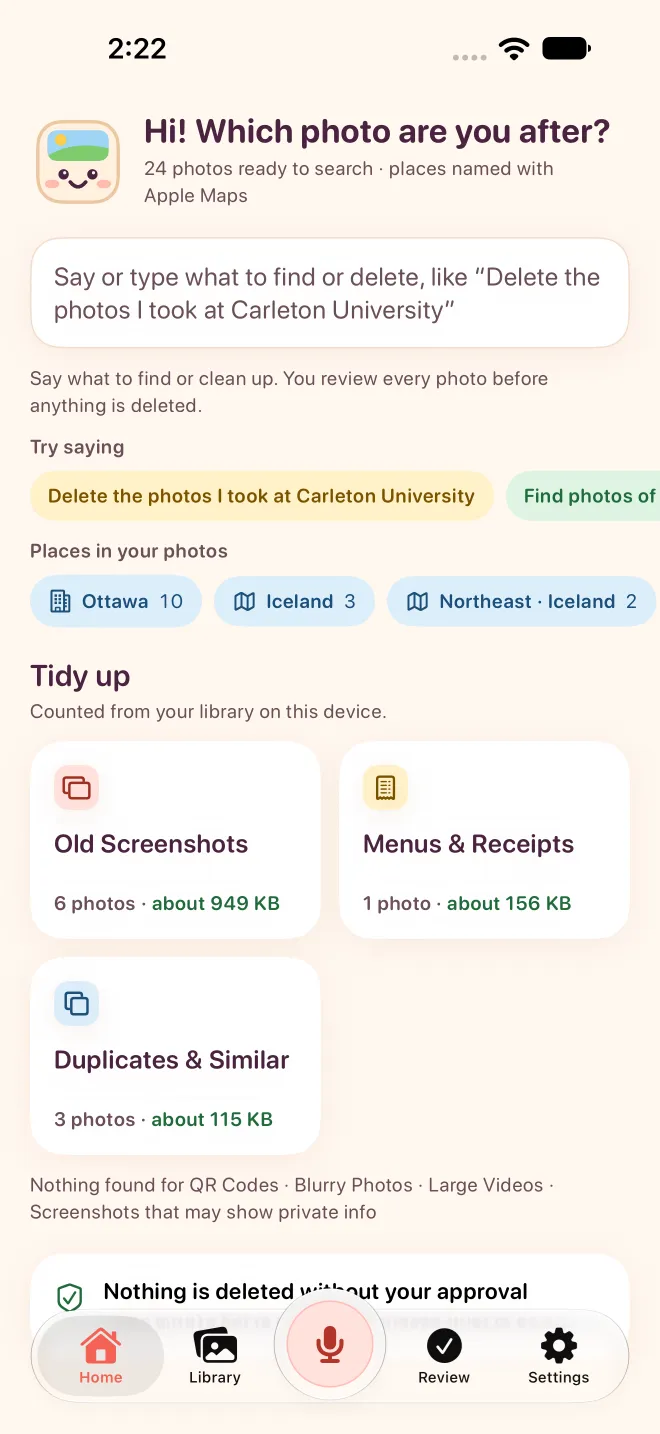 2:22
Hi! Which photo are you after?
24 photos ready to search · places named with
Apple Maps
Say or type what to find or delete, like “Delete the
photos I took at Carleton University”
Say what to find or clean up. You review every photo before
anything is deleted.
Try saying
Delete the photos I took at Carleton University
Find photos of
Places in your photos
Ottawa 10
Iceland 3
Northeast · Iceland 2
Tidy up
Counted from your library on this device.
Old Screenshots
6 photos · about 949 KB
Menus & Receipts
1 photo · about 156 KB
Duplicates & Similar
3 photos · about 115 KB
Nothing found for QR Codes · Blurry Photos · Large Videos ·
Screenshots that may show private info
Nothing is deleted without your approval
Home
Library
Review
Settings